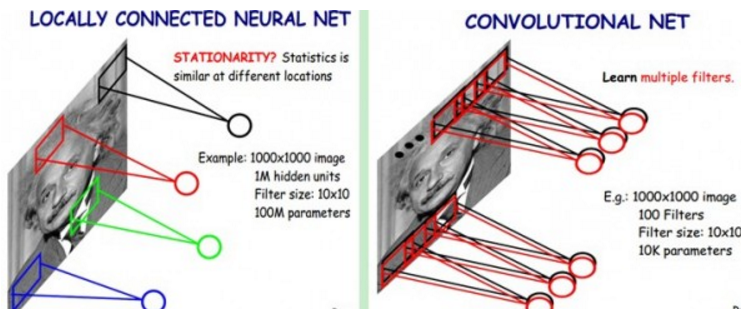 LOCALLY CONNECTED NEURAL NET
STATIONARITY? Statistics is
similar at different locations
Example: 1000x1000 image
1M hidden units
Filter size: 10x10
100M parameters
CONVOLUTIONAL NET
Learn multiple filters.
E.g.: 1000x1000 image
100 Filters
Filter size: 10x10
10K parameters